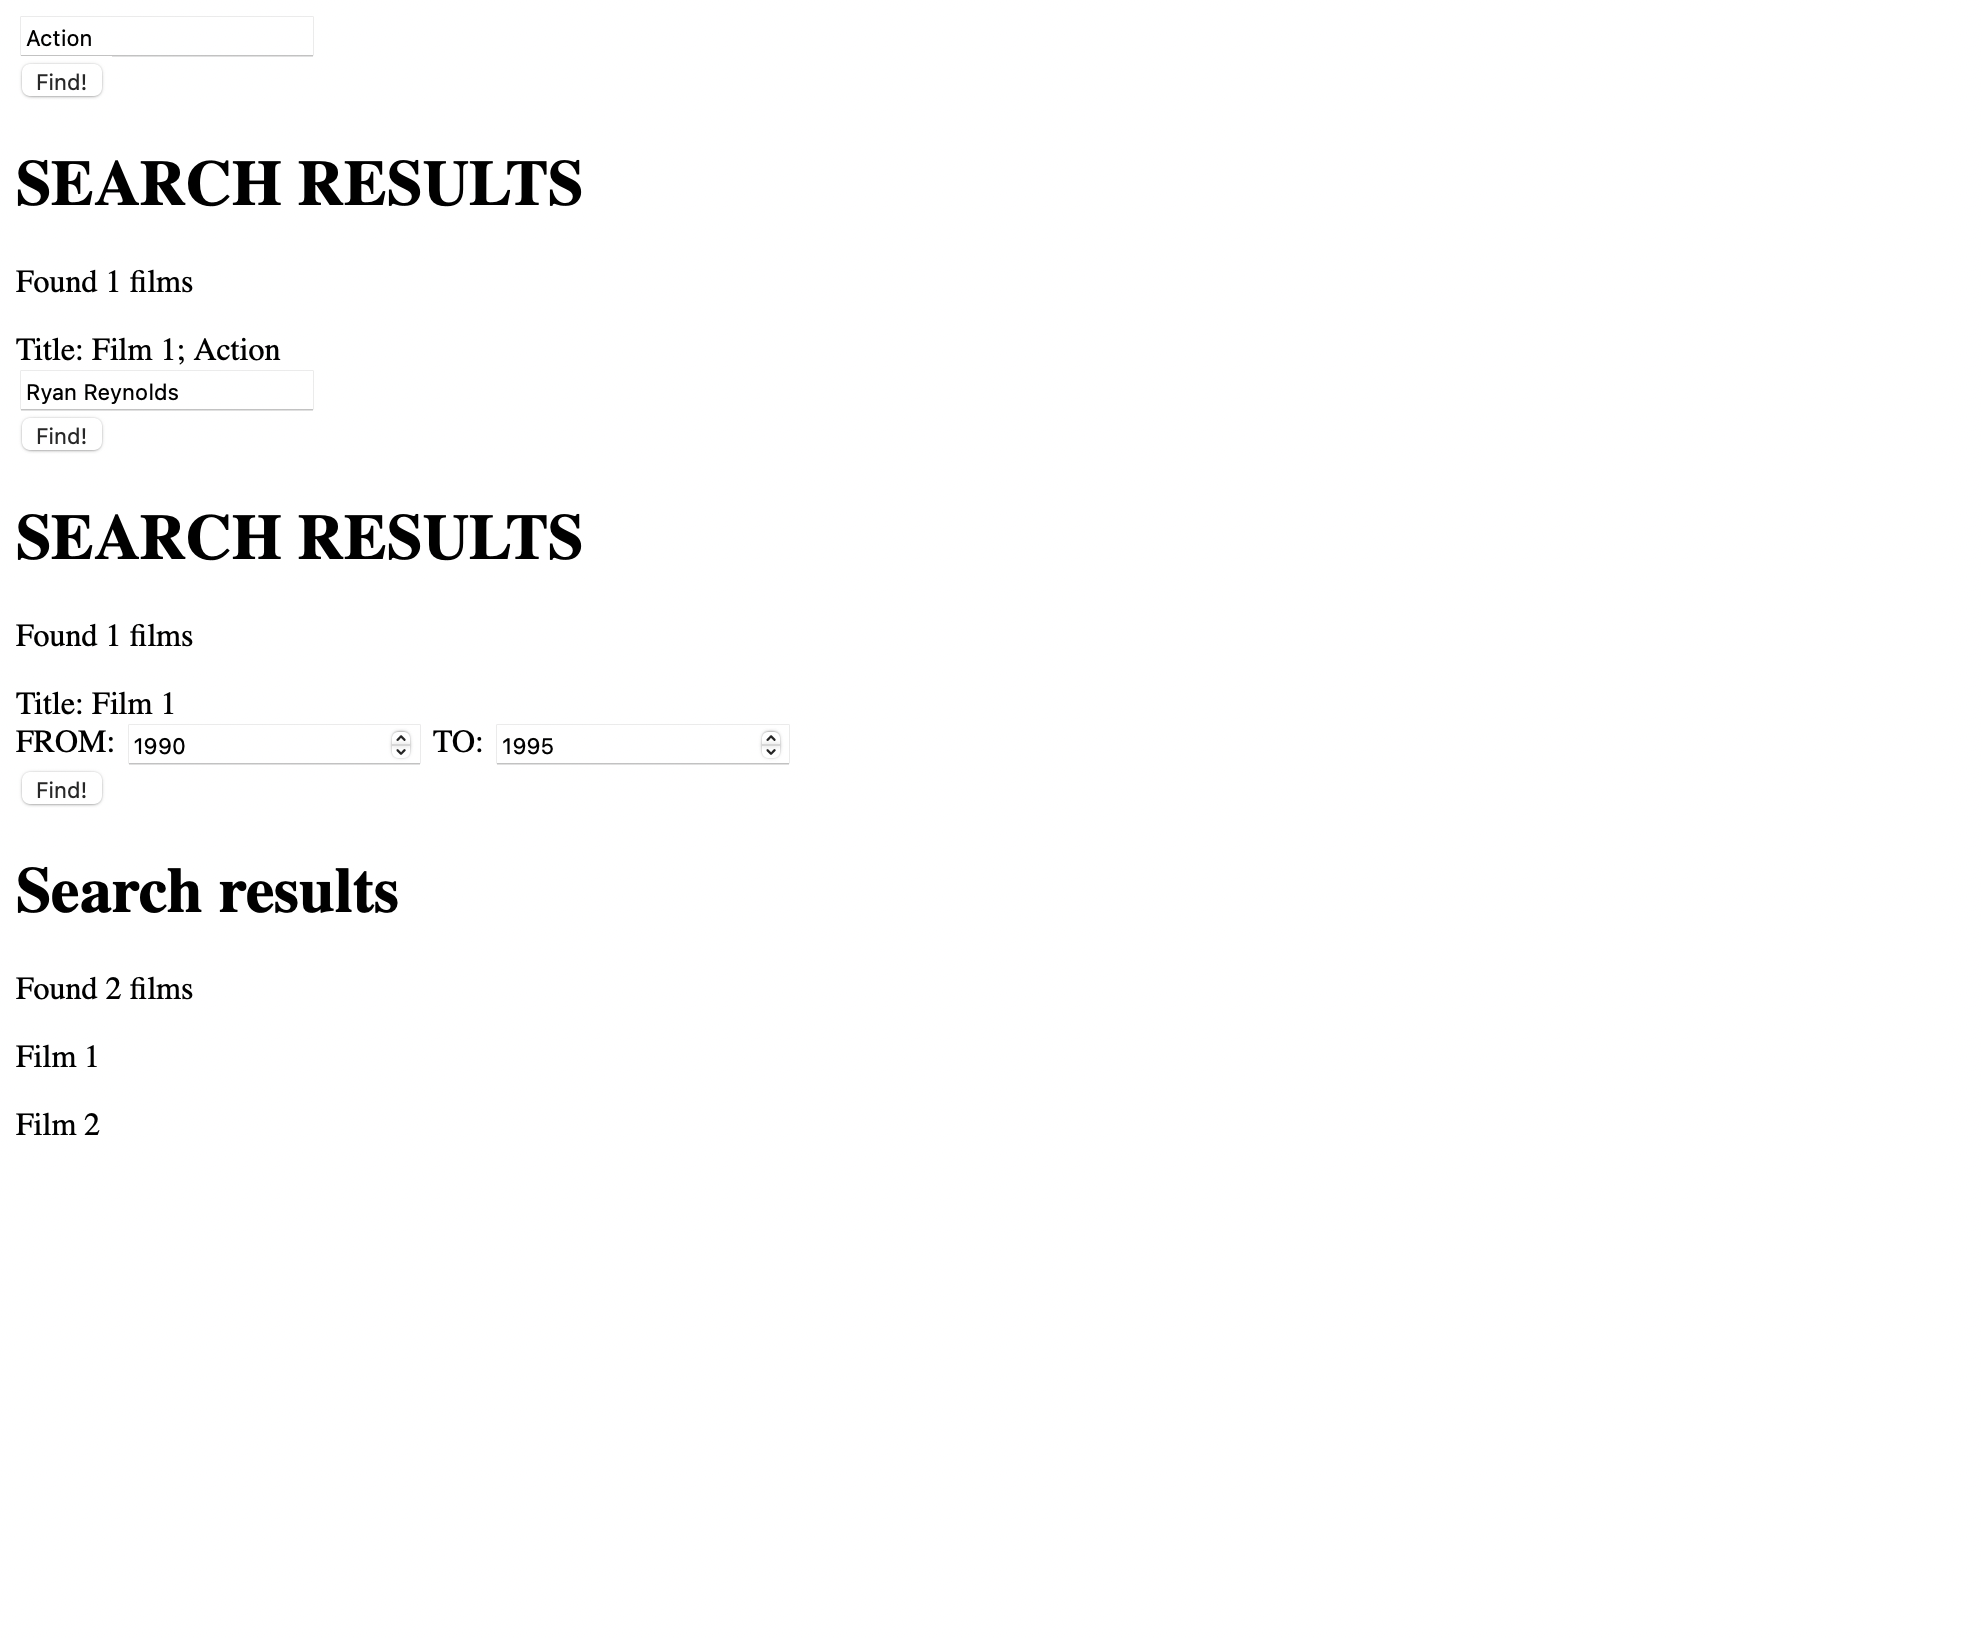 Action
Find!
SEARCH RESULTS
Found 1 films
Title: Film 1; Action
Ryan Reynolds
Find!
SEARCH RESULTS
Found 1 films
Title: Film 1
FROM: 1990 TO: 1995
Find!
Search results
Found 2 films
Film 1
Film 2